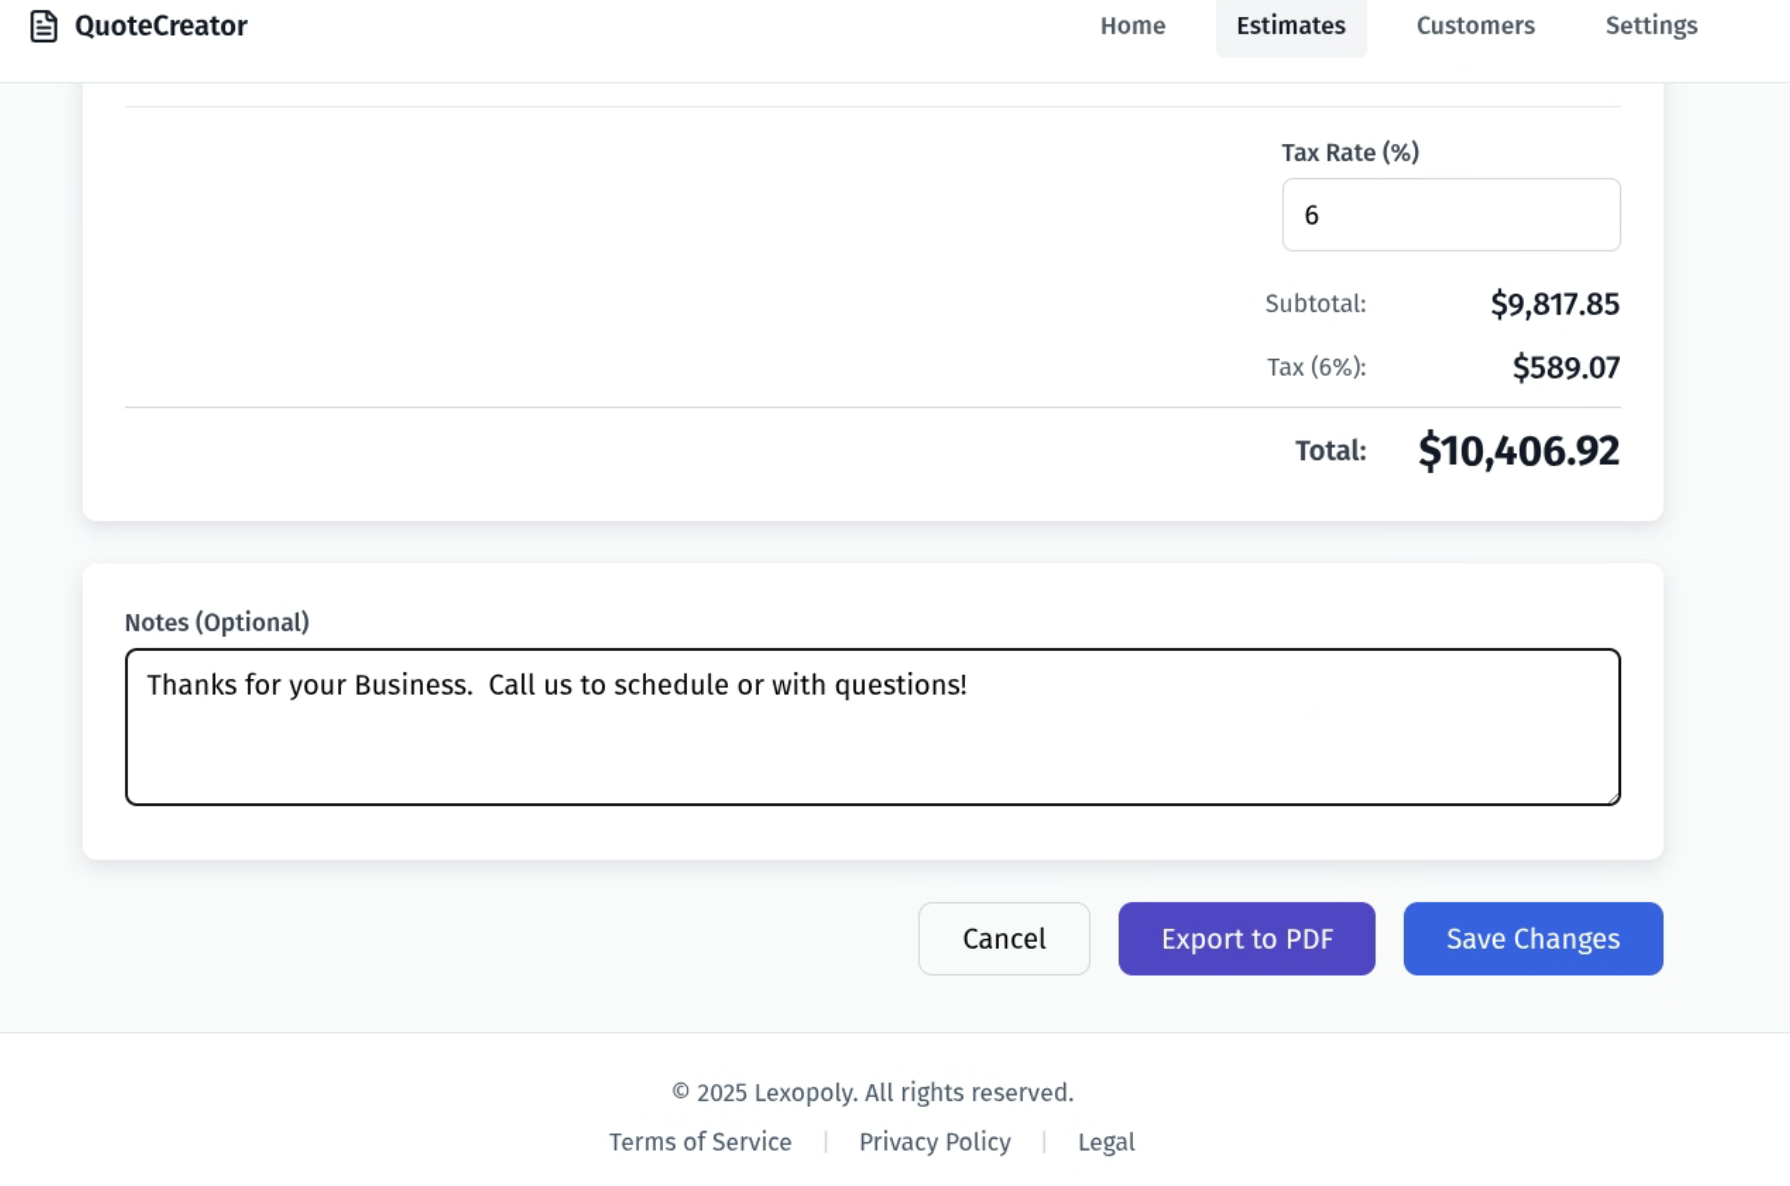 QuoteCreator
Home Estimates Customers Settings
Tax Rate (%)
6
Subtotal: $9,817.85
Tax (6%): $589.07
Total: $10,406.92
Notes (Optional)
Thanks for your Business.  Call us to schedule or with questions!
Cancel Export to PDF Save Changes
© 2025 Lexopoly. All rights reserved.
Terms of Service | Privacy Policy | Legal